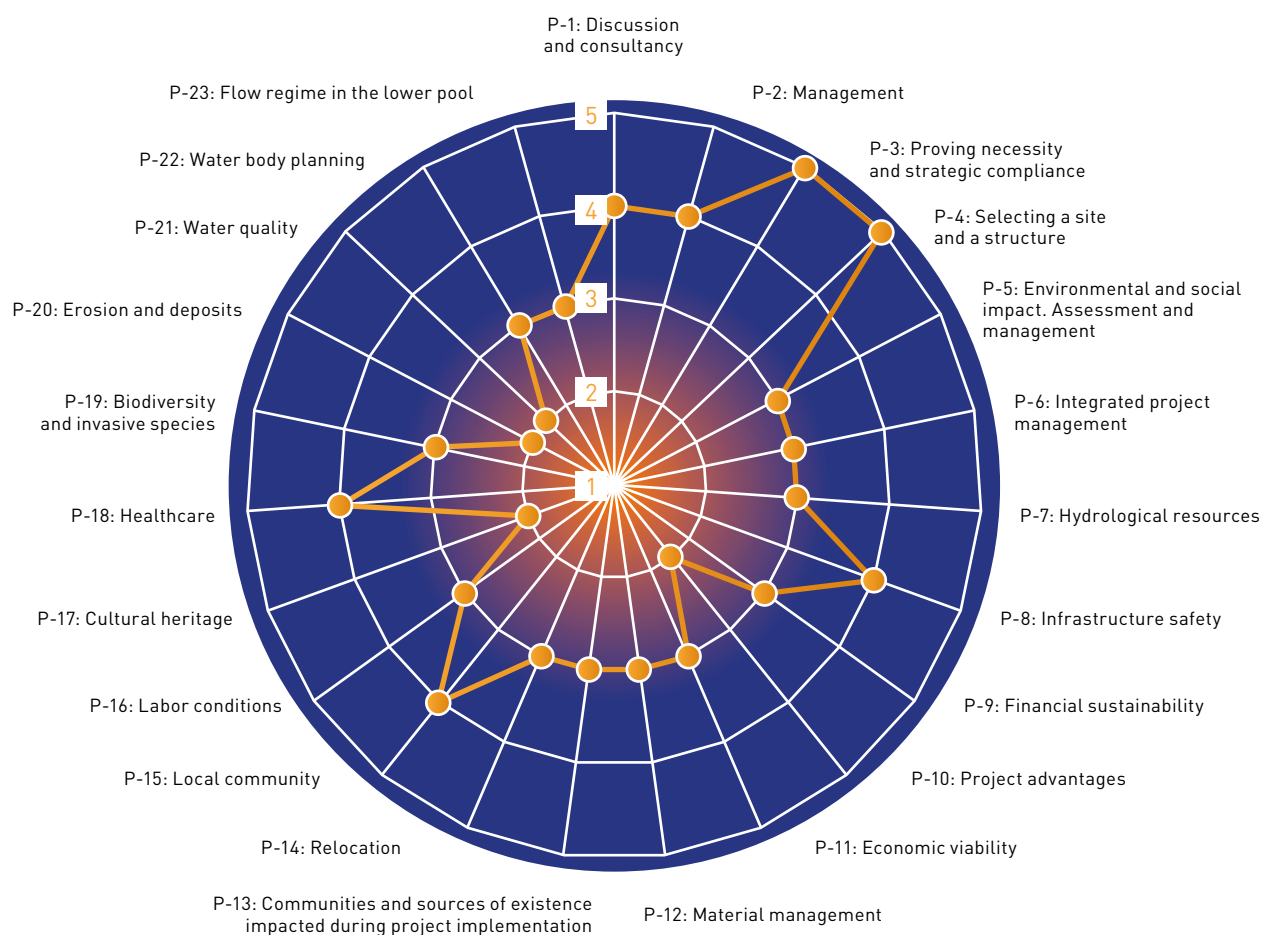 P-1: Discussion
and consultancy
P-2: Management
P-3: Proving necessity
and strategic compliance
P-4: Selecting a site
and a structure
P-5: Environmental and social
impact. Assessment and
management
P-6: Integrated project
management
P-7: Hydrological resources
P-8: Infrastructure safety
P-9: Financial sustainability
P-10: Project advantages
P-11: Economic viability
P-12: Material management
P-13: Communities and sources of existence
impacted during project implementation
P-14: Relocation
P-15: Local community
P-16: Labor conditions
P-17: Cultural heritage
P-18: Healthcare
P-19: Biodiversity
and invasive species
P-20: Erosion and deposits
P-21: Water quality
P-22: Water body planning
P-23: Flow regime in the lower pool
5
4
3
2
1